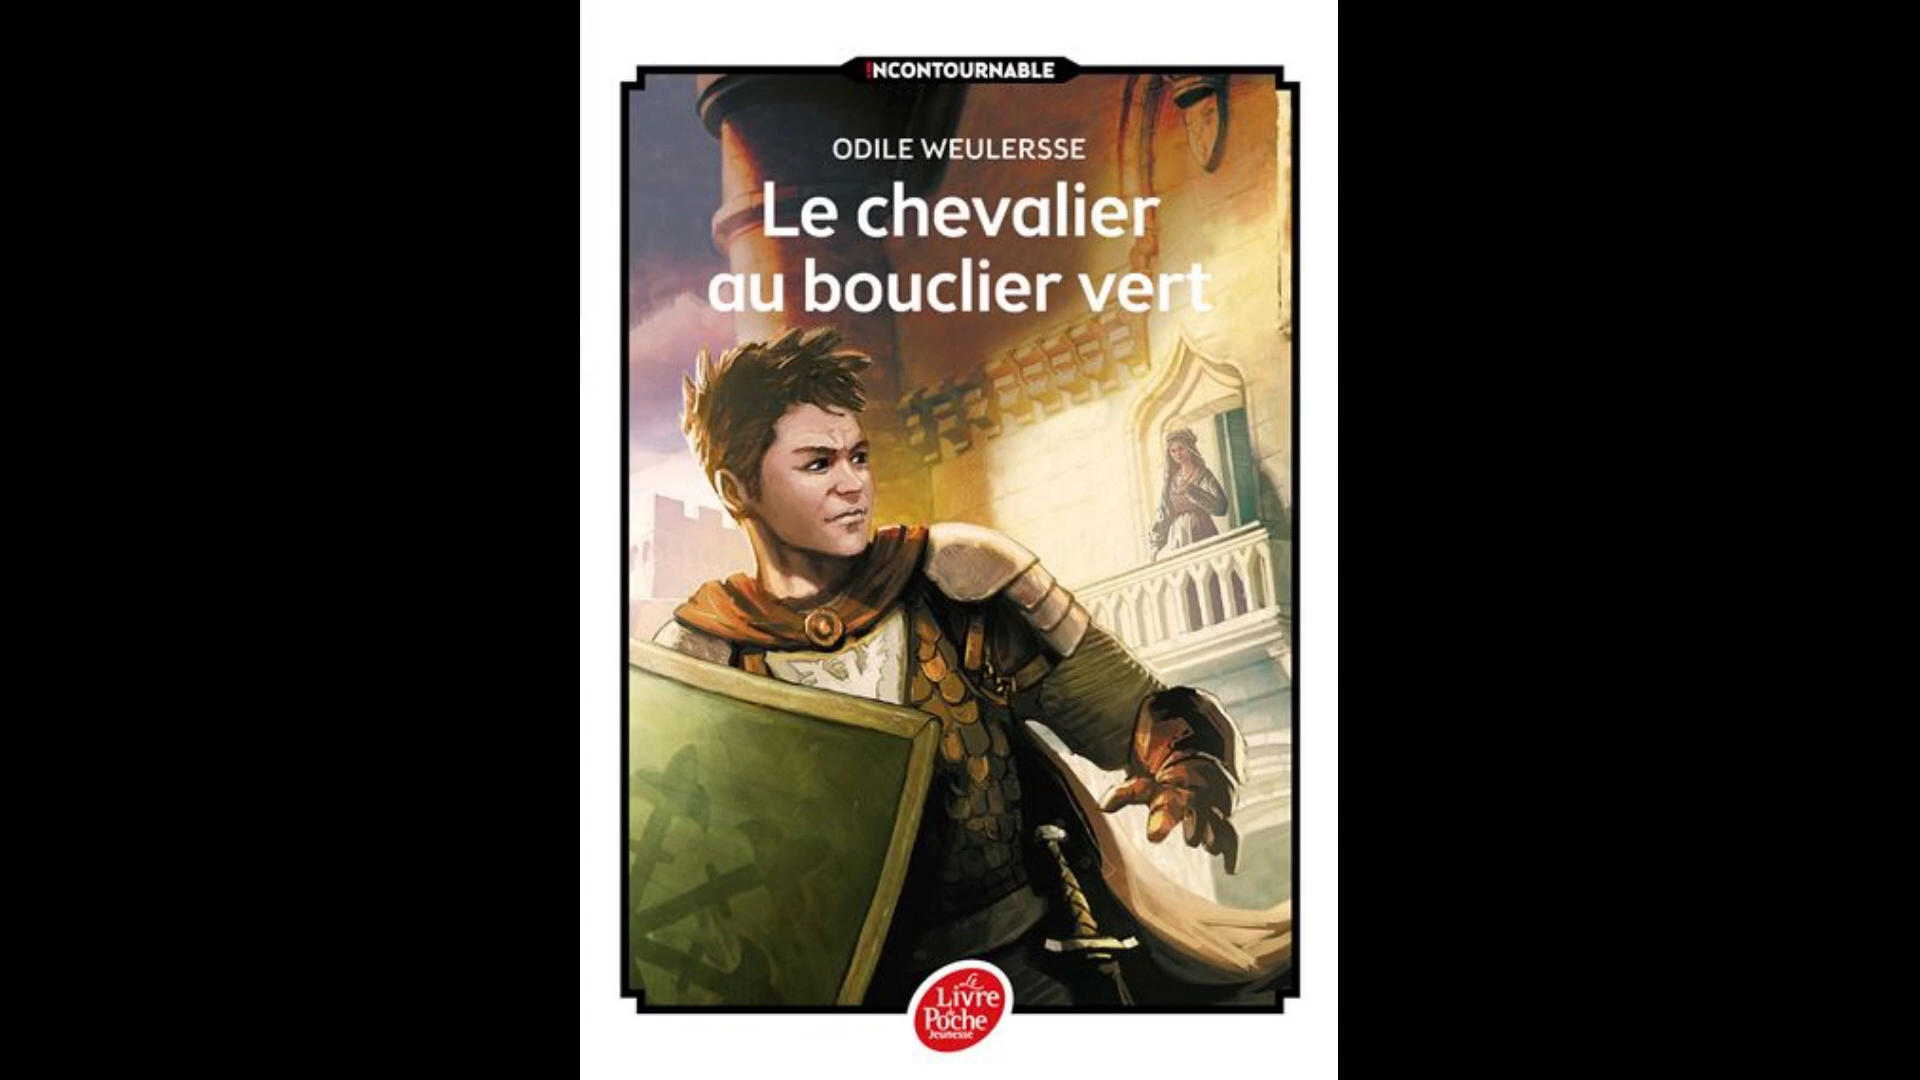 INCONTOURNABLE
ODILE WEULERSSE
Le chevalier
au bouclier vert
Le
Livre
de
Poche
Jeunesse